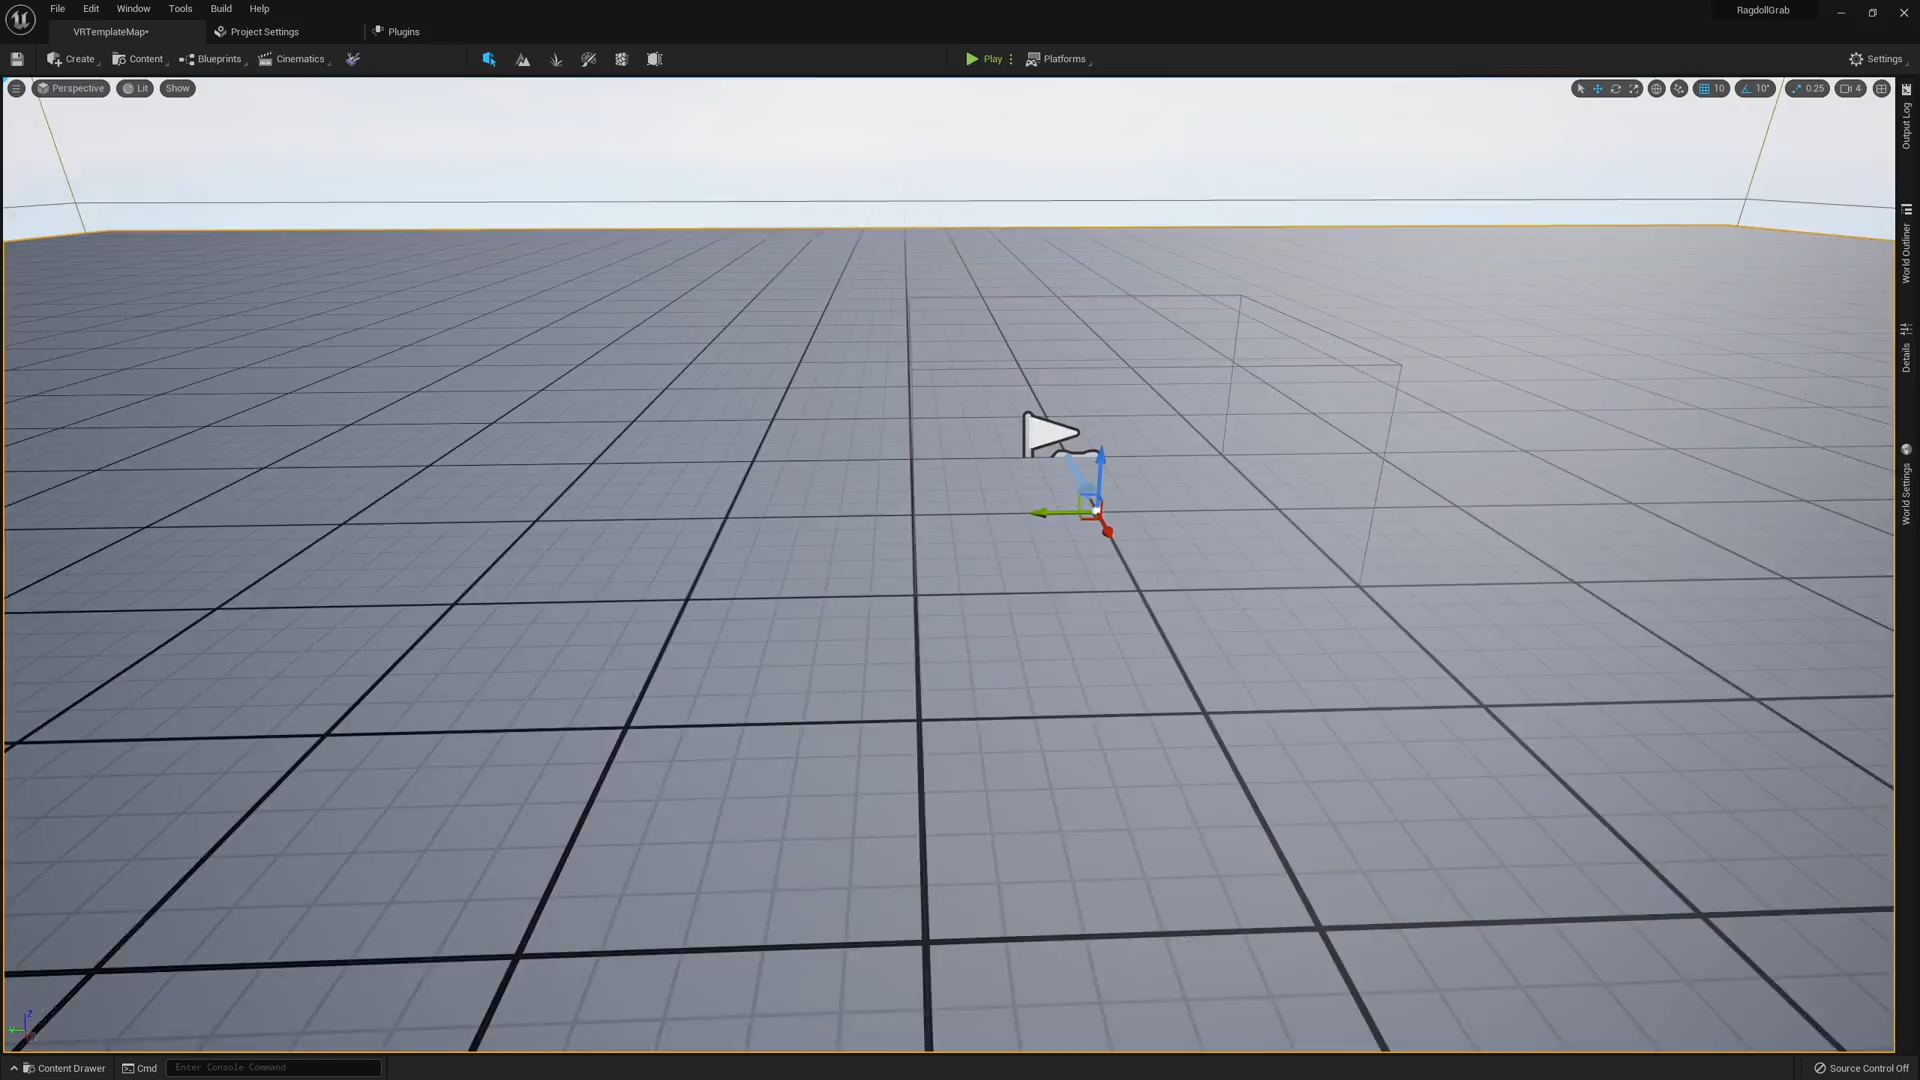 File Edit Window Tools Build Help
RagdollGrab
VRTemplateMap*
Project Settings
Plugins
Create
Content
Blueprints
Cinematics
Play
Platforms
Settings
Perspective
Lit
Show
10
10°
0.25
4
Output Log
World Outliner
Details
World Settings
Z
Y
Content Drawer
Cmd
Enter Console Command
Source Control Off